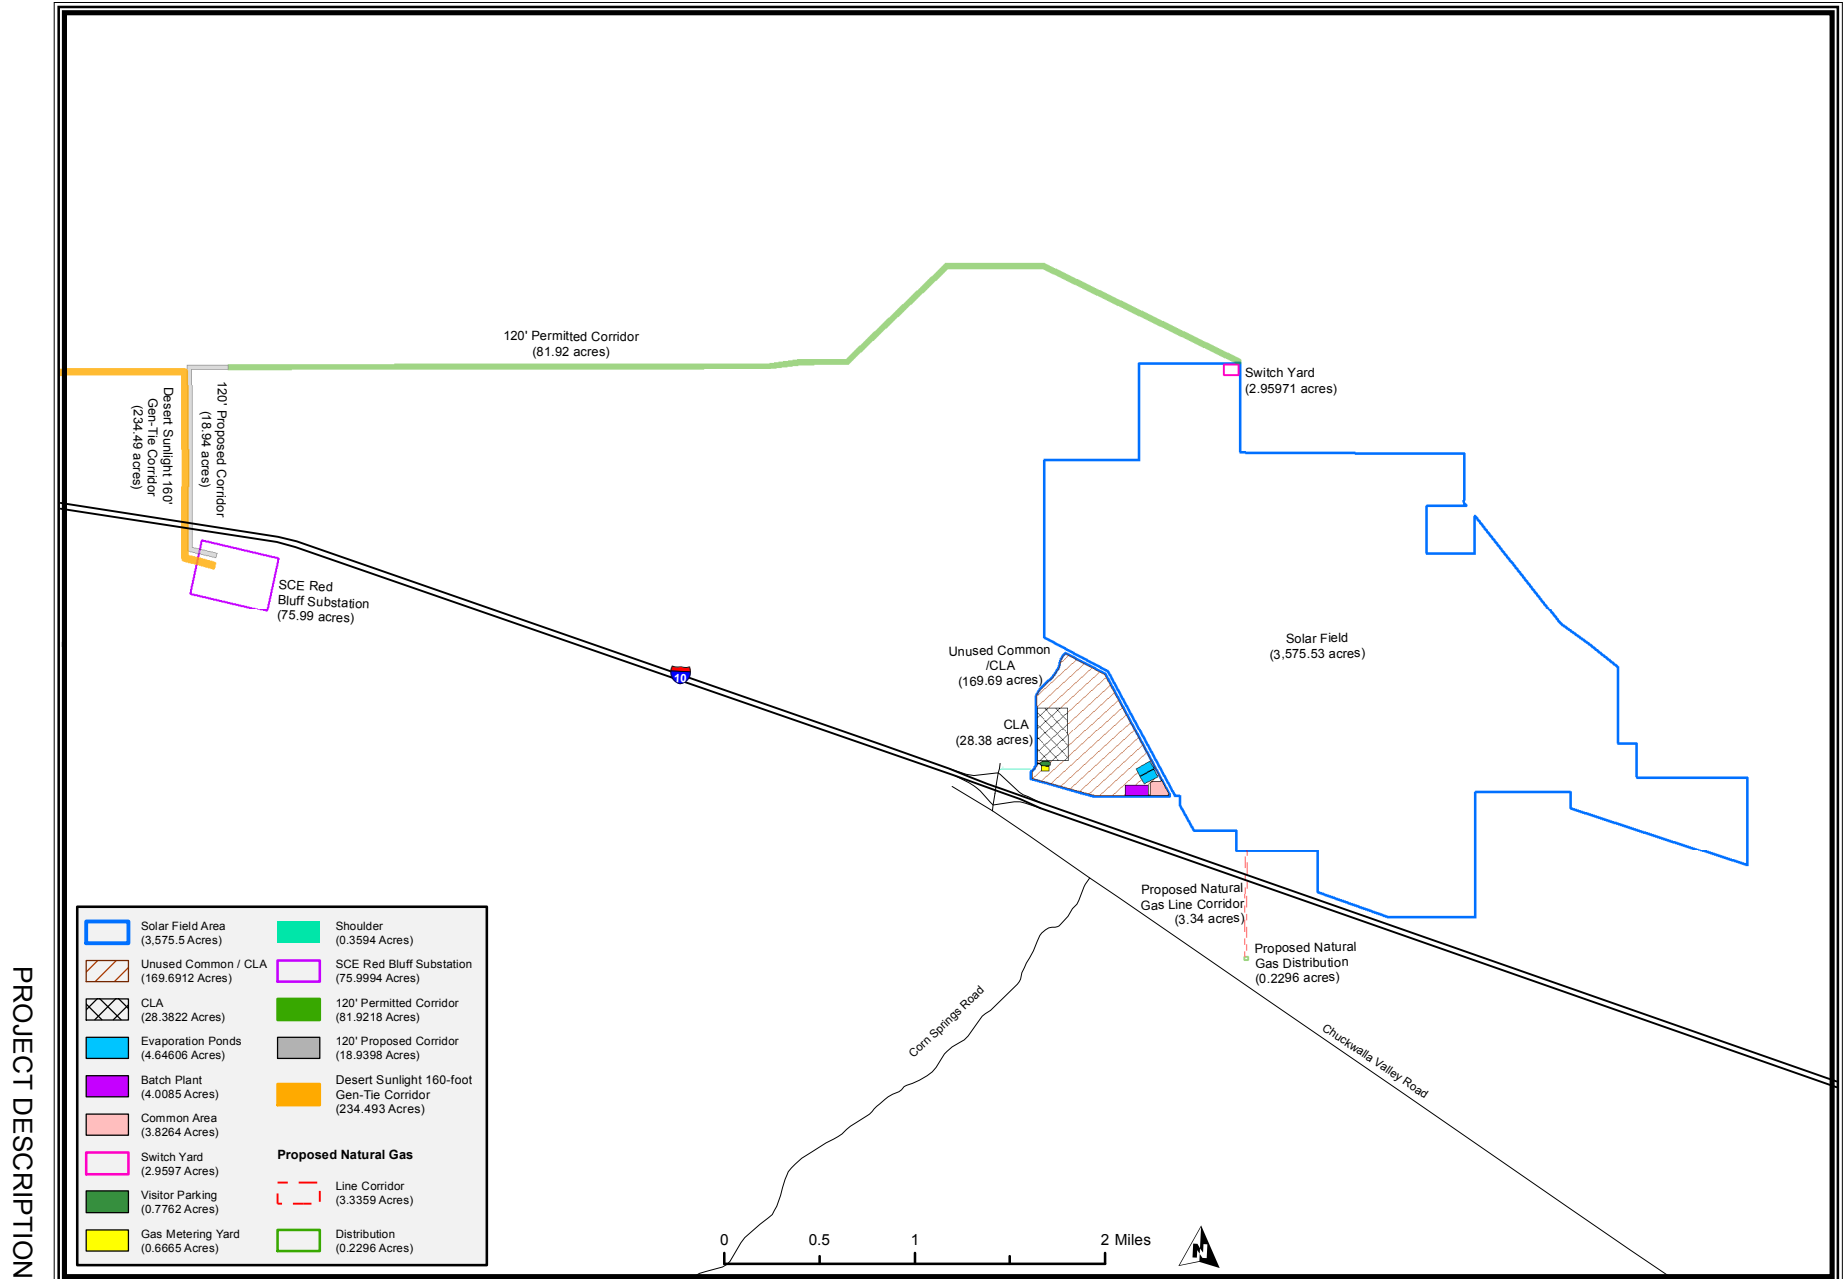 120' Permitted Corridor
(81.92 acres)
Switch Yard
(2.95971 acres)
120' Proposed Corridor
(18.94 acres)
Desert Sunlight 160'
Gen-Tie Corridor
(234.49 acres)
SCE Red
Bluff Substation
(75.99 acres)
10
Unused Common
/CLA
(169.69 acres)
CLA
(28.38 acres)
Solar Field
(3,575.53 acres)
Proposed Natural
Gas Line Corridor
(3.34 acres)
Proposed Natural
Gas Distribution
(0.2296 acres)
Corn Springs Road
Chuckwalla Valley Road
Solar Field Area
(3,575.5 Acres)
Unused Common / CLA
(169.6912 Acres)
CLA
(28.3822 Acres)
Evaporation Ponds
(4.64606 Acres)
Batch Plant
(4.0085 Acres)
Common Area
(3.8264 Acres)
Switch Yard
(2.9597 Acres)
Visitor Parking
(0.7762 Acres)
Gas Metering Yard
(0.6665 Acres)
Shoulder
(0.3594 Acres)
SCE Red Bluff Substation
(75.9994 Acres)
120' Permitted Corridor
(81.9218 Acres)
120' Proposed Corridor
(18.9398 Acres)
Desert Sunlight 160-foot
Gen-Tie Corridor
(234.493 Acres)
Proposed Natural Gas
Line Corridor
(3.3359 Acres)
Distribution
(0.2296 Acres)
0 0.5 1 2 Miles
N
PROJECT DESCRIPTION